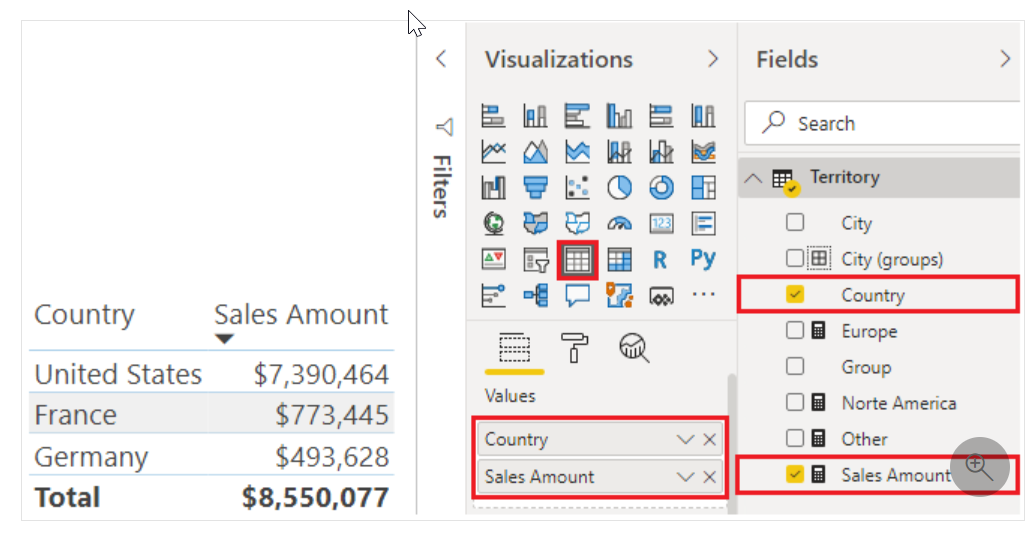 Visualizations
Fields
Search
Filters
Territory
123
City
City (groups)
R
Py
Country
Sales Amount
Country
United States
$7,390,464
France
$773,445
Germany
$493,628
Total
$8,550,077
Values
Country
Sales Amount
Europe
Group
Norte America
Other
Sales Amount